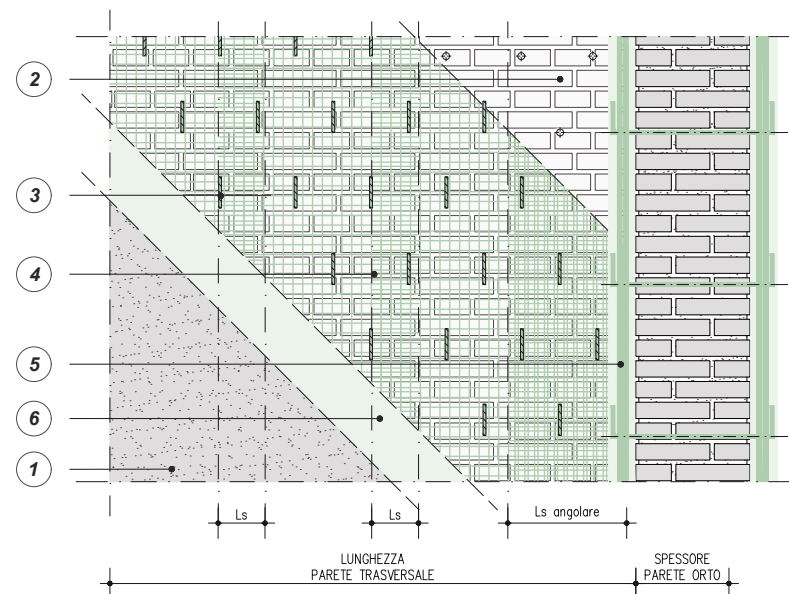 2
3
4
5
6
1
Ls
Ls
Ls angolare
LUNGHEZZA
PARETE TRASVERSALE
SPESSORE
PARETE ORTO